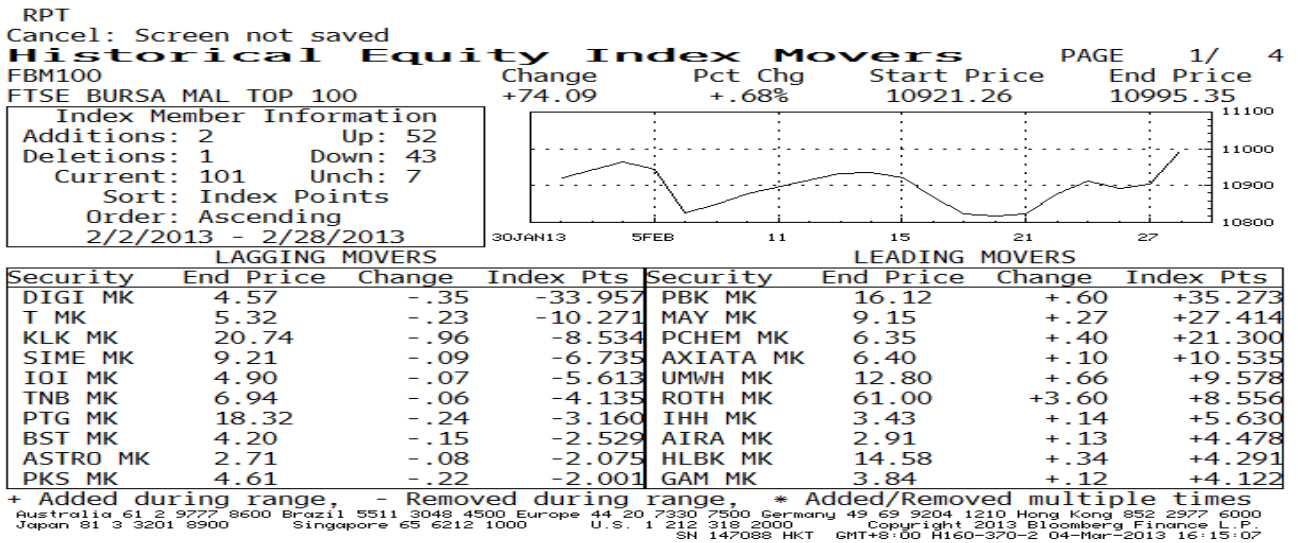 RPT
Cancel: Screen not saved
Historical Equity Index Movers PAGE 1/ 4
FBM100 Change Pct Chg Start Price End Price
FTSE BURSA MAL TOP 100 +74.09 +.68% 10921.26 10995.35
Index Member Information
Additions: 2 Up: 52
Deletions: 1 Down: 43
Current: 101 Unch: 7
Sort: Index Points
Order: Ascending
2/2/2013 - 2/28/2013
11100
11000
10900
10800
30JAN13 5FEB 11 15 21 27
LAGGING MOVERS LEADING MOVERS
Security End Price Change Index Pts Security End Price Change Index Pts
DIGI MK 4.57 -.35 -33.957 PBK MK 16.12 +.60 +35.273
T MK 5.32 -.23 -10.271 MAY MK 9.15 +.27 +27.414
KLK MK 20.74 -.96 -8.534 PCHEM MK 6.35 +.40 +21.300
SIME MK 9.21 -.09 -6.735 AXIATA MK 6.40 +.10 +10.535
IOI MK 4.90 -.07 -5.613 UMWH MK 12.80 +.66 +9.578
TNB MK 6.94 -.06 -4.135 ROTH MK 61.00 +3.60 +8.556
PTG MK 18.32 -.24 -3.160 IHH MK 3.43 +.14 +5.630
BST MK 4.20 -.15 -2.529 AIRA MK 2.91 +.13 +4.478
ASTRO MK 2.71 -.08 -2.075 HLBK MK 14.58 +.34 +4.291
PKS MK 4.61 -.22 -2.001 GAM MK 3.84 +.12 +4.122
+ Added during range, - Removed during range, * Added/Removed multiple times
Australia 61 2 9777 8600 Brazil 5511 3048 4500 Europe 44 20 7330 7500 Germany 49 69 9204 1210 Hong Kong 852 2977 6000
Japan 81 3 3201 8900 Singapore 65 6212 1000 U.S. 1 212 318 2000 Copyright 2013 Bloomberg Finance L.P.
SN 147088 HKT GMT+8:00 H160-370-2 04-Mar-2013 16:15:07